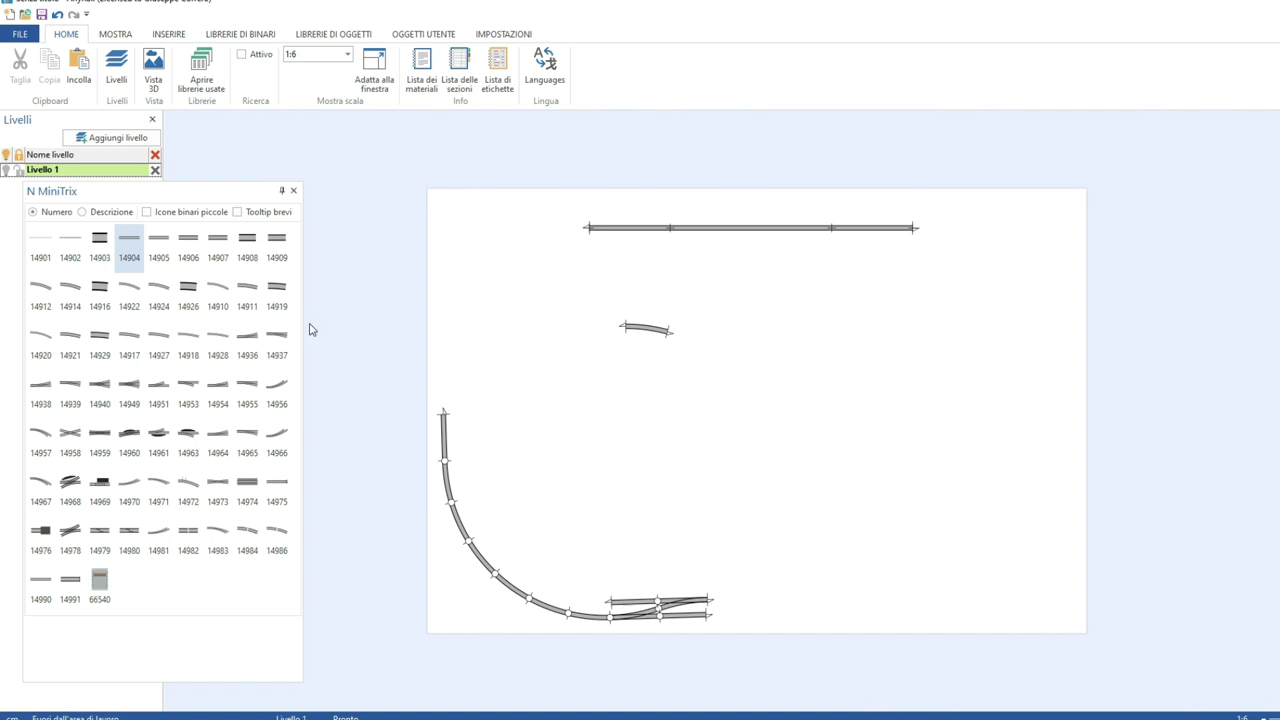 FILE HOME MOSTRA INSERIRE LIBRERIE DI BINARI LIBRERIE DI OGGETTI OGGETTI UTENTE IMPOSTAZIONI
Taglia Copia Incolla
Clipboard
Livelli
Livelli
Vista 3D
Vista
Aprire librerie usate
Librerie
Attivo
Ricerca
1:6
Adatta alla finestra
Mostra scala
Lista dei materiali
Lista delle sezioni
Lista di etichette
Info
Languages
Lingua
Livelli
Aggiungi livello
Nome livello
Livello 1
N MiniTrix
Numero Descrizione Icone binari piccole Tooltip brevi
14901 14902 14903 14904 14905 14906 14907 14908 14909
14912 14914 14916 14922 14924 14926 14910 14911 14919
14920 14921 14929 14917 14927 14918 14928 14936 14937
14938 14939 14940 14949 14951 14953 14954 14955 14956
14957 14958 14959 14960 14961 14963 14964 14965 14966
14967 14968 14969 14970 14971 14972 14973 14974 14975
14976 14978 14979 14980 14981 14982 14983 14984 14986
14990 14991 66540
cm Fuori dall'area di lavoro Livello 1 Pronto 1:6